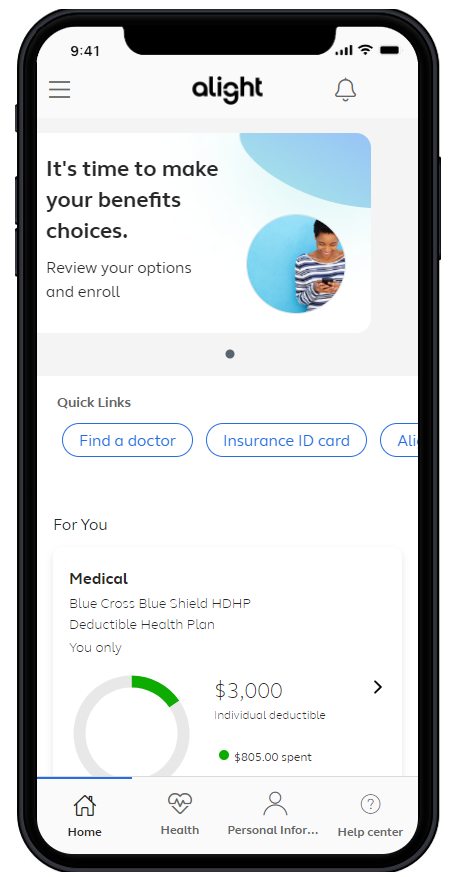 9:41
alight
It's time to make
your benefits
choices.
Review your options
and enroll
Quick Links
Find a doctor
Insurance ID card
Ali
For You
Medical
Blue Cross Blue Shield HDHP
Deductible Health Plan
You only
$3,000
Individual deductible
$805.00 spent
Home
Health
Personal Infor...
Help center